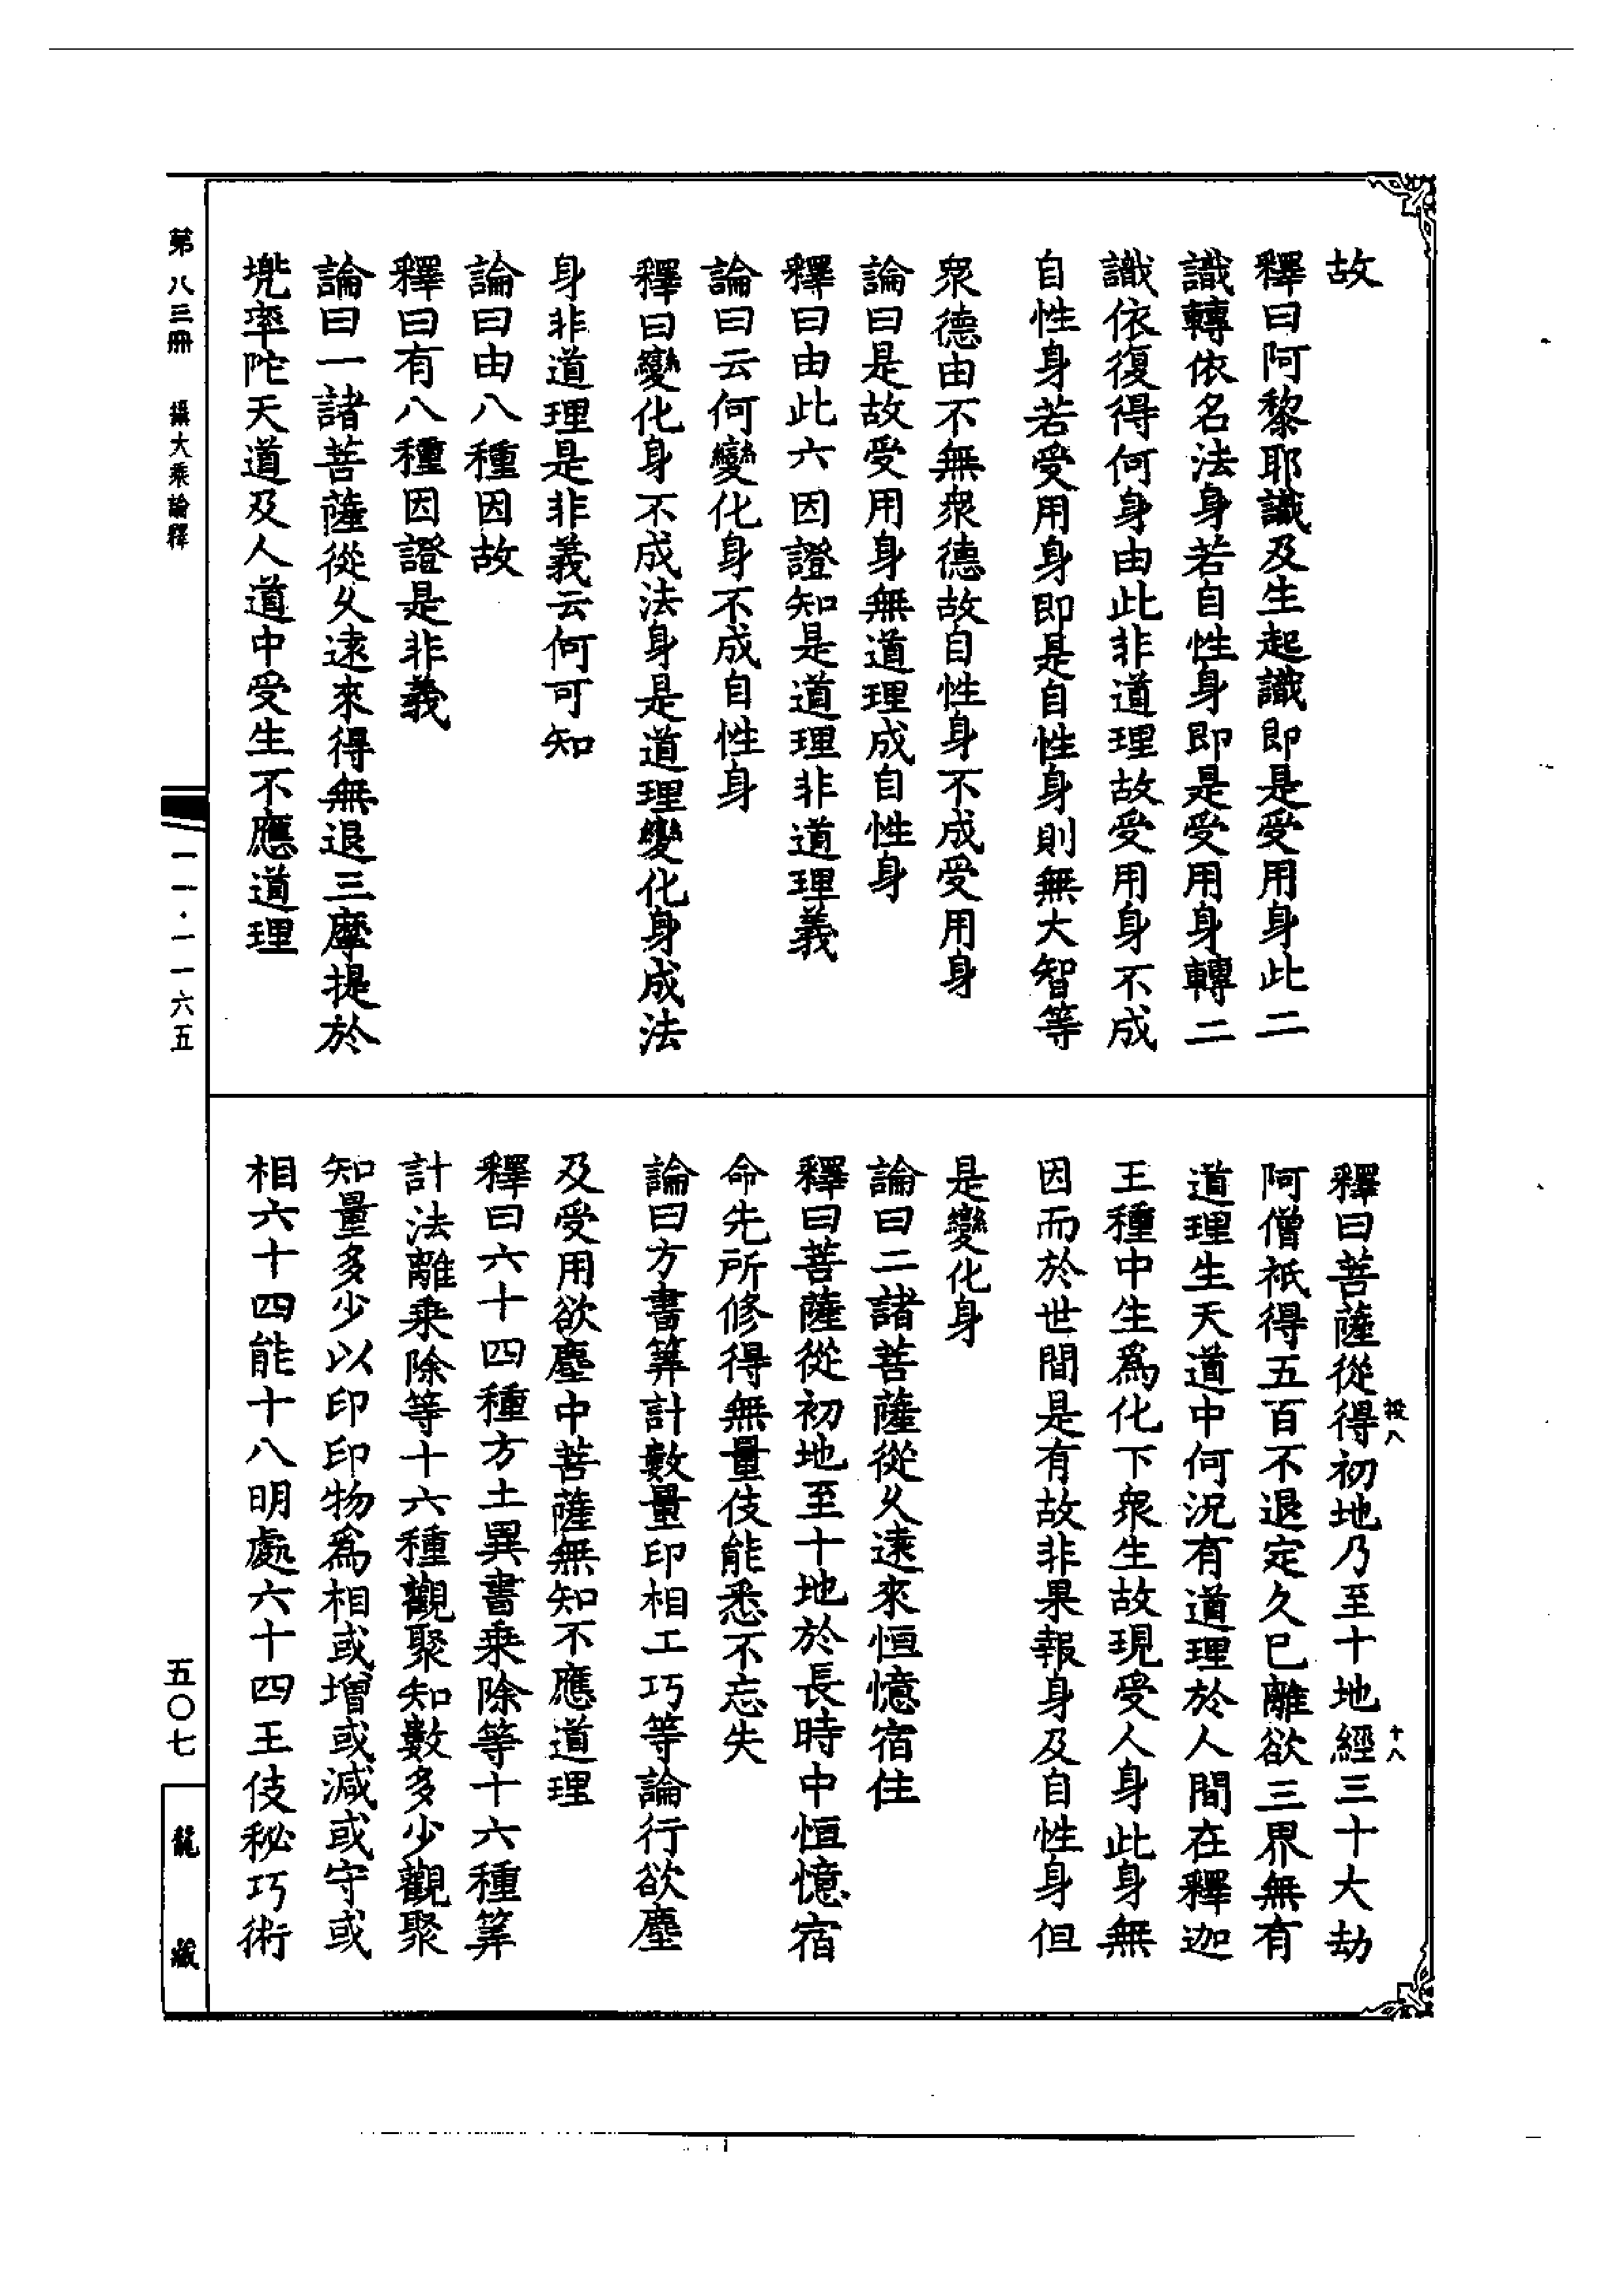 故
釋曰阿黎耶識及生起識即是受用身此二
識轉依名法身若自性身即是受用身轉二
識依復得何身由此非道理故受用身不成
自性身若受用身即是自性身則無大智等
衆德由不無衆德故自性身不成受用身
論曰是故受用身無道理成自性身
釋曰由此六因證知是道理非道理義
論曰云何變化身不成自性身
釋曰變化身不成法身是道理變化身成法
身非道理是非義云何可知
論曰由八種因故
釋曰有八種因證是非義
論曰一諸菩薩從久遠來得無退三摩提於
兠率陀天道及人道中受生不應道理
釋曰菩薩從得初地乃至十地經三十大劫
阿僧祇得五百不退定久已離欲三界無有
道理生天道中何況有道理於人間在釋迦
王種中生爲化下衆生故現受人身此身無
因而於世間是有故非果報身及自性身但
是變化身
論曰二諸菩薩從久遠來恒憶宿住
釋曰菩薩從初地至十地於長時中恒憶宿
命先所修得無量伎能悉不忘失
論曰方書筭計數量印相工巧等論行欲塵
及受用欲塵中菩薩無知不應道理
釋曰六十四種方土異書乗除等十六種筭
計法離乗除等十六種觀聚知數多少觀聚
知量多少以印印物爲相或增或減或守或
相六十四能十八明處六十四王伎秘巧術
投八
十八
第八三冊 攝大乘論釋
一一·一一六五
五〇七
龍藏